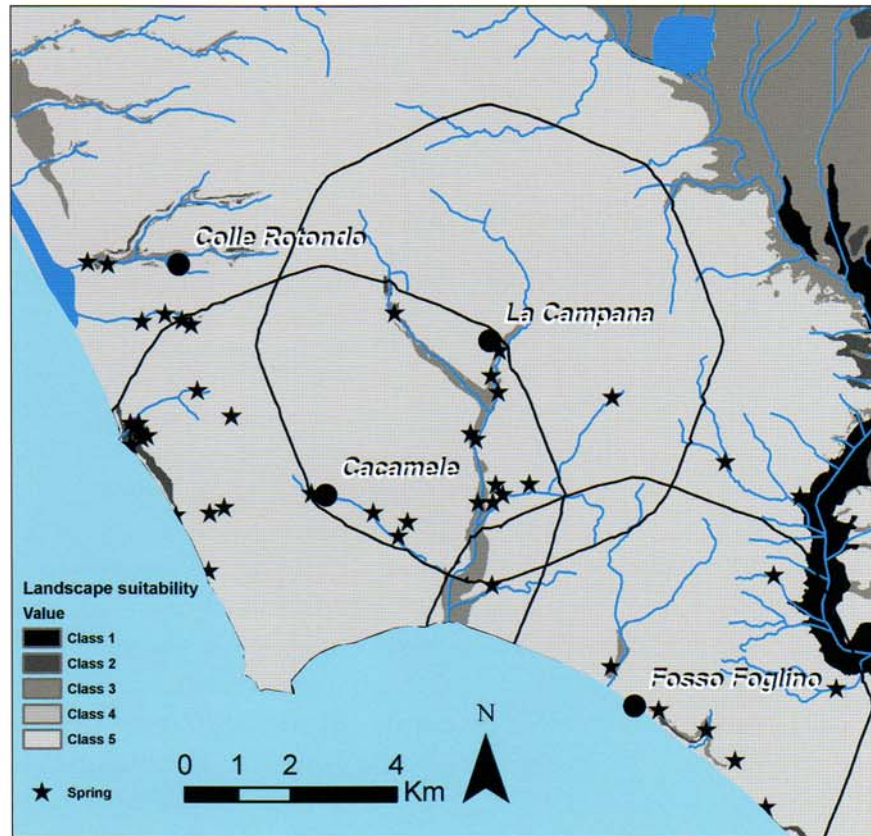 Colle Rotondo
La Campana
Cacamele
Landscape suitability
Value
Class 1
Class 2
Class 3
Class 4
Class 5
Spring
Fosso Foglino
N
0 1 2 4
Km